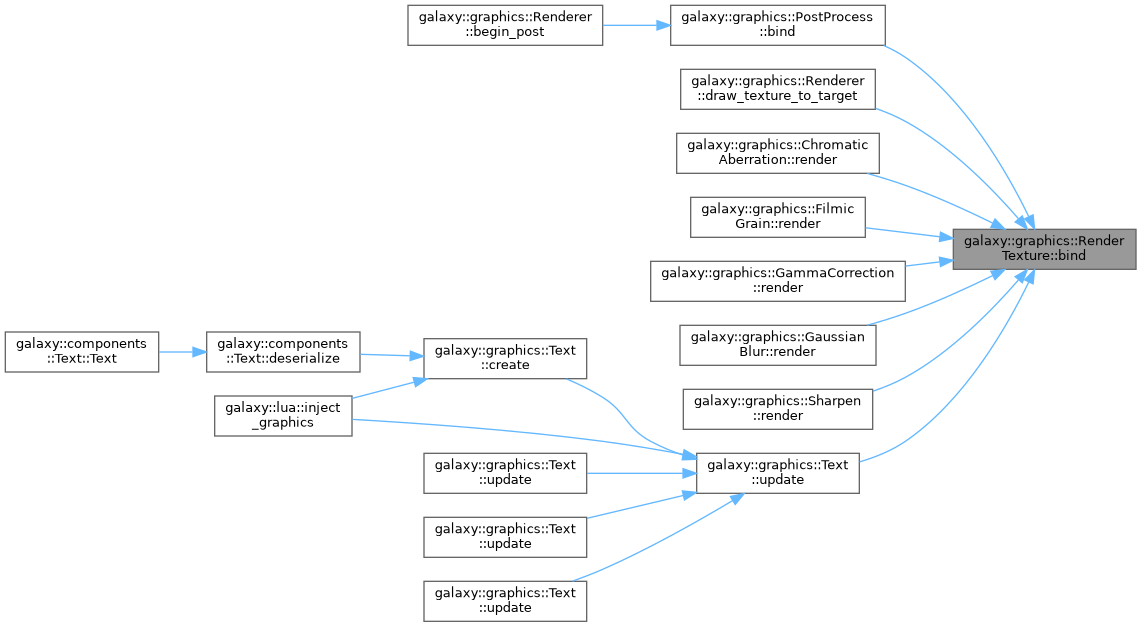 galaxy::graphics::Renderer
::begin_post
galaxy::graphics::PostProcess
::bind
galaxy::graphics::Renderer
::draw_texture_to_target
galaxy::graphics::Chromatic
Aberration::render
galaxy::graphics::Filmic
Grain::render
galaxy::graphics::Render
Texture::bind
galaxy::graphics::GammaCorrection
::render
galaxy::graphics::Gaussian
Blur::render
galaxy::components
::Text::Text
galaxy::components
::Text::deserialize
galaxy::graphics::Text
::create
galaxy::lua::inject
_graphics
galaxy::graphics::Sharpen
::render
galaxy::graphics::Text
::update
galaxy::graphics::Text
::update
galaxy::graphics::Text
::update
galaxy::graphics::Text
::update